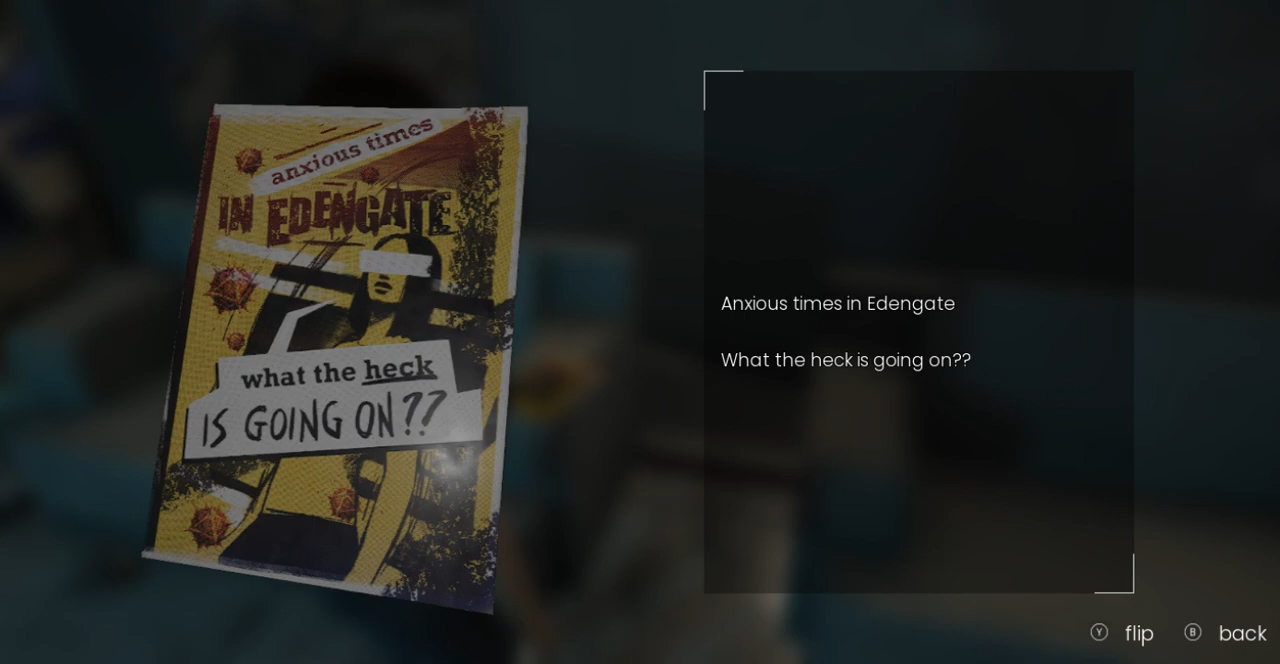 anxious times
IN EDENGATE
what the heck
IS GOING ON??
Anxious times in Edengate
What the heck is going on??
Y flip B back